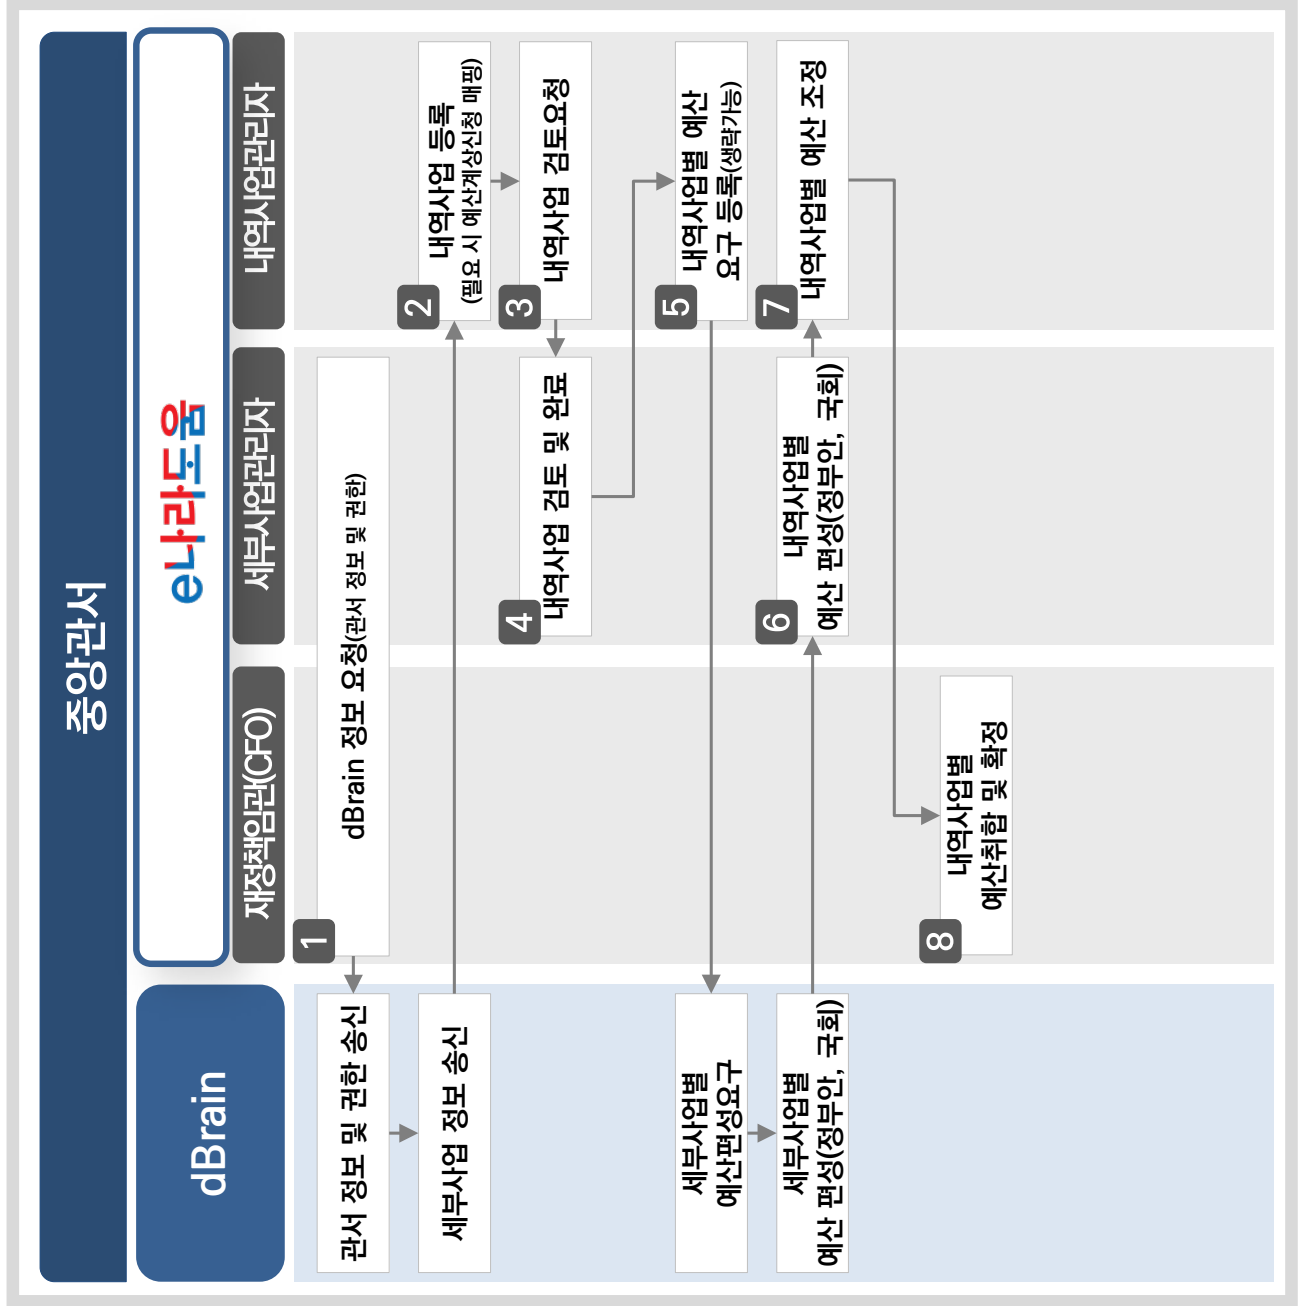 중앙관서
dBrain
e나라도움
재정책임관(CFO)
세부사업관리자
내역사업관리자
1
dBrain 정보 요청(관서 정보 및 권한)
관서 정보 및 권한 송신
세부사업 정보 송신
2
내역사업 등록
(필요 시 예산계상신청 매핑)
3
내역사업 검토요청
4
내역사업 검토 및 완료
5
내역사업별 예산
요구 등록(생략가능)
세부사업별
예산편성요구
세부사업별
예산 편성(정부안, 국회)
6
내역사업별
예산 편성(정부안, 국회)
7
내역사업별 예산 조정
8
내역사업별
예산취합 및 확정